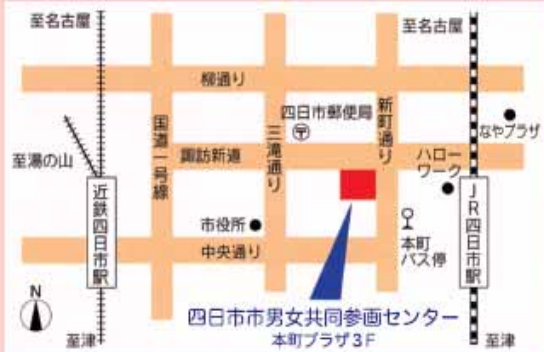 至名古屋
至名古屋
柳通り
四日市郵便局
新町通り
なやプラザ
国道一号線
三滝通り
至湯の山
諏訪新道
ハロー
ワーク
近鉄四日市駅
JR四日市駅
市役所
本町
バス停
中央通り
N
四日市市男女共同参画センター
本町プラザ3F
至津
至津